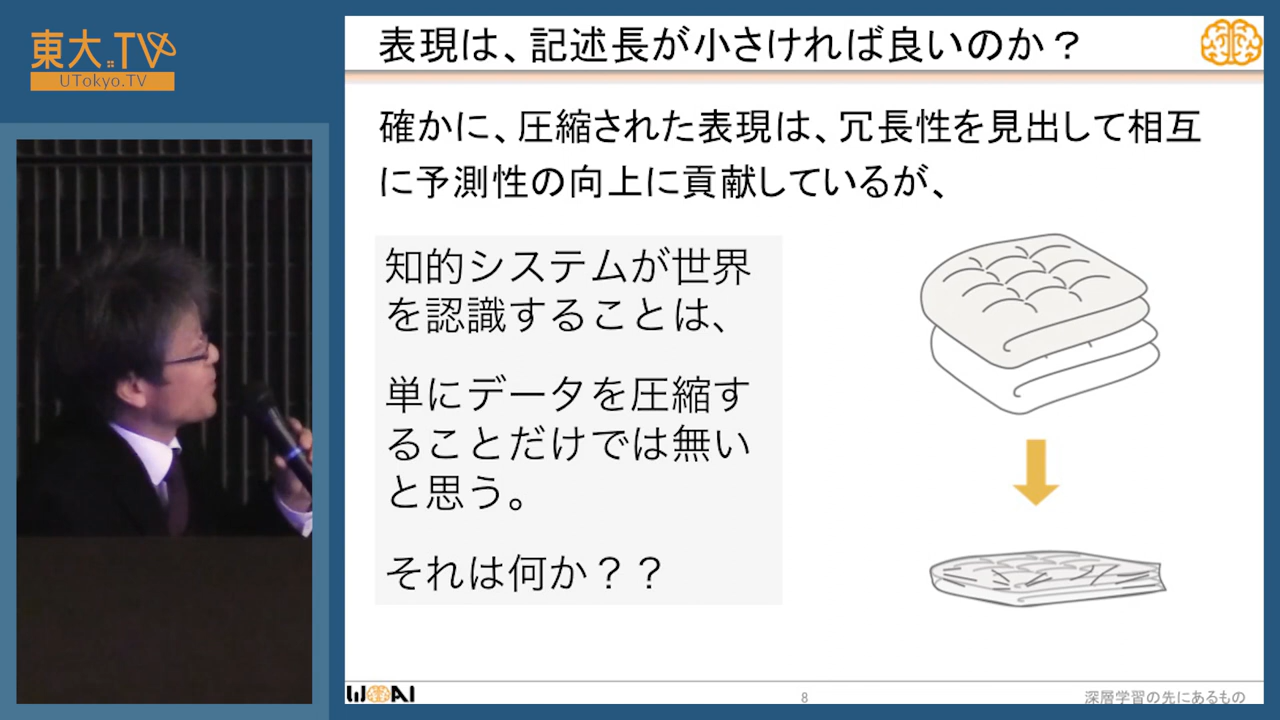 東大.TV
UTokyo.TV
表現は、記述長が小さければ良いのか？
確かに、圧縮された表現は、冗長性を見出して相互
に予測性の向上に貢献しているが、
知的システムが世界
を認識することは、
単にデータを圧縮す
ることだけでは無い
と思う。
それは何か？？
WBAI
8
深層学習の先にあるもの